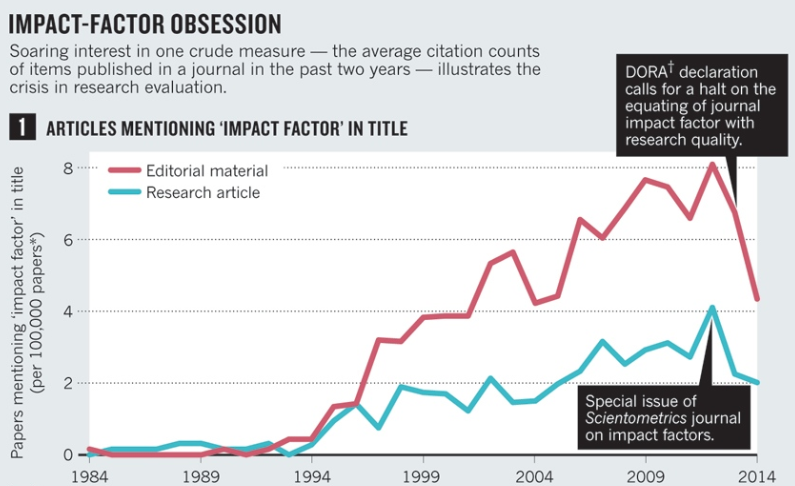 IMPACT-FACTOR OBSESSION
Soaring interest in one crude measure — the average citation counts
of items published in a journal in the past two years — illustrates the
crisis in research evaluation.
1 ARTICLES MENTIONING ‘IMPACT FACTOR’ IN TITLE
DORA† declaration
calls for a halt on the
equating of journal
impact factor with
research quality.
Papers mentioning ‘impact factor’ in title
(per 100,000 papers*)
8
6
4
2
0
Editorial material
Research article
Special issue of
Scientometrics journal
on impact factors.
1984 1989 1994 1999 2004 2009 2014